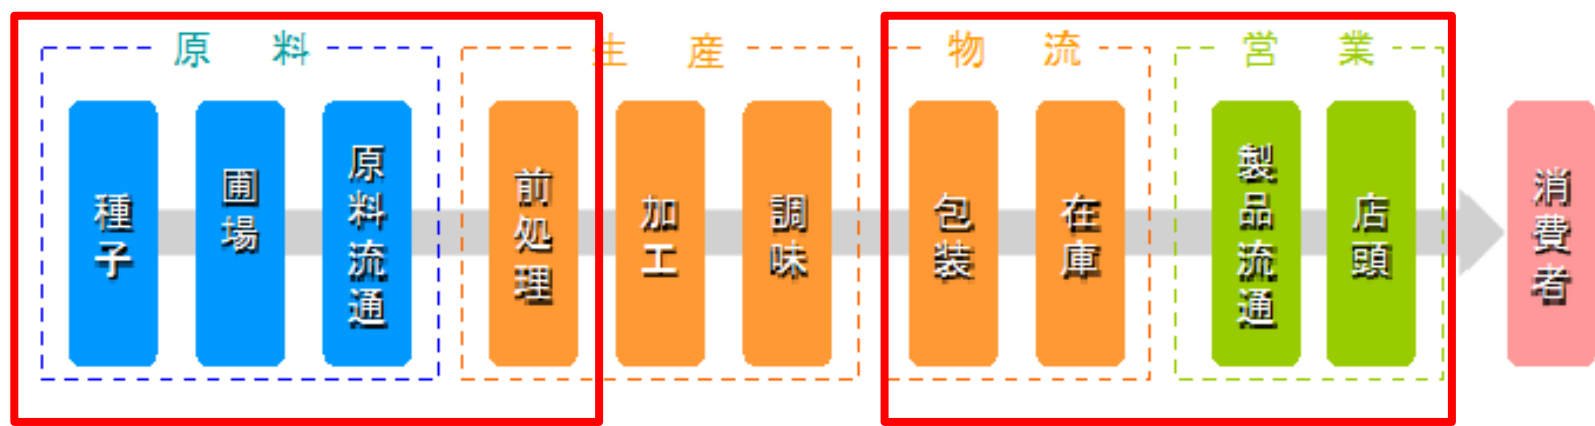 原料
生産
物流
営業
種子
圃場
原料流通
前処理
加工
調味
包装
在庫
製品流通
店頭
消費者